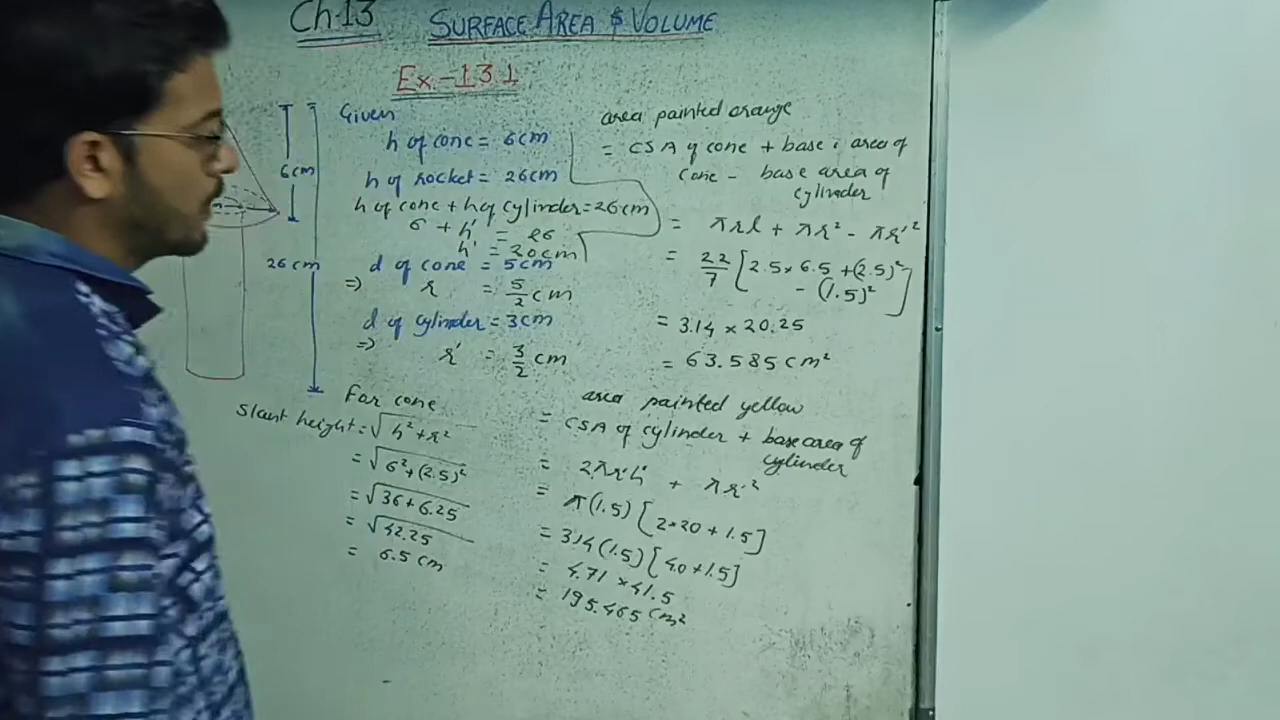 Ch-13 SURFACE AREA & VOLUME
Ex.-13.1
6cm
26cm
Given
h of cone = 6cm
h of rocket = 26cm
h of cone + h of cylinder = 26cm
6 + h' = 26
h' = 20cm
d of cone = 5cm
=> r = 5/2 cm
d of cylinder = 3cm
=> r' = 3/2 cm
For cone
Slant height = √h²+r²
= √6²+(2.5)²
= √36+6.25
= √42.25
= 6.5 cm
area painted orange
= CSA of cone + base area of
cone - base area of
cylinder
= πrl + πr² - πr'²
= 22/7 [2.5×6.5+(2.5)²
- (1.5)²]
= 3.14 × 20.25
= 63.585 cm²
area painted yellow
= CSA of cylinder + base area of
cylinder
= 2πr'h' + πr'²
= π(1.5)[2×20+1.5]
= 3.14(1.5)[40+1.5]
= 4.71 × 41.5
= 195.465 cm²